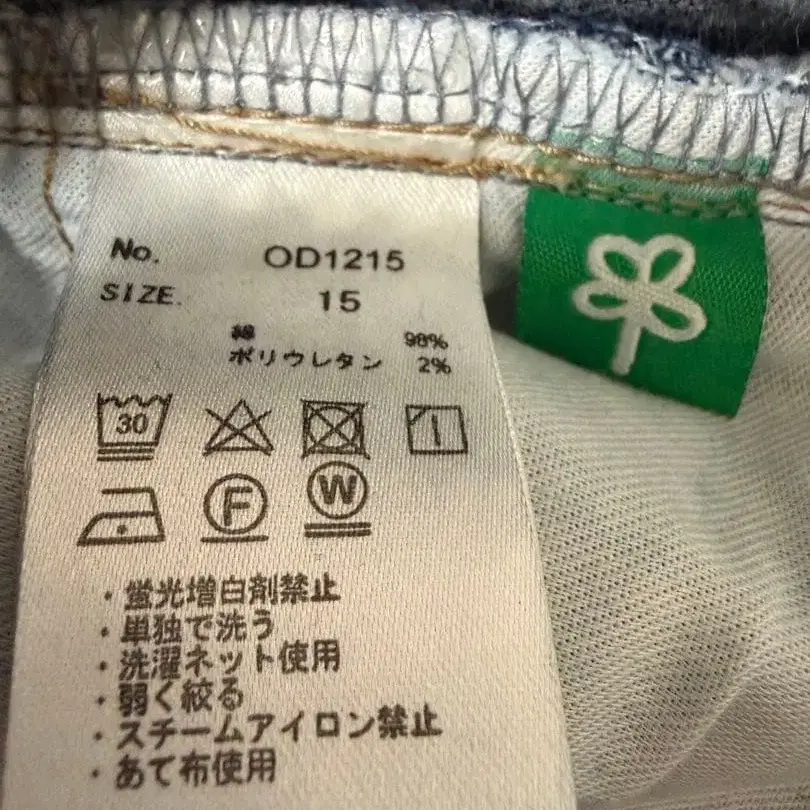 No. OD1215
SIZE. 15
綿 98%
ポリウレタン 2%
30
F W
・蛍光増白剤禁止
・単独で洗う
・洗濯ネット使用
・弱く絞る
・スチームアイロン禁止
・あて布使用